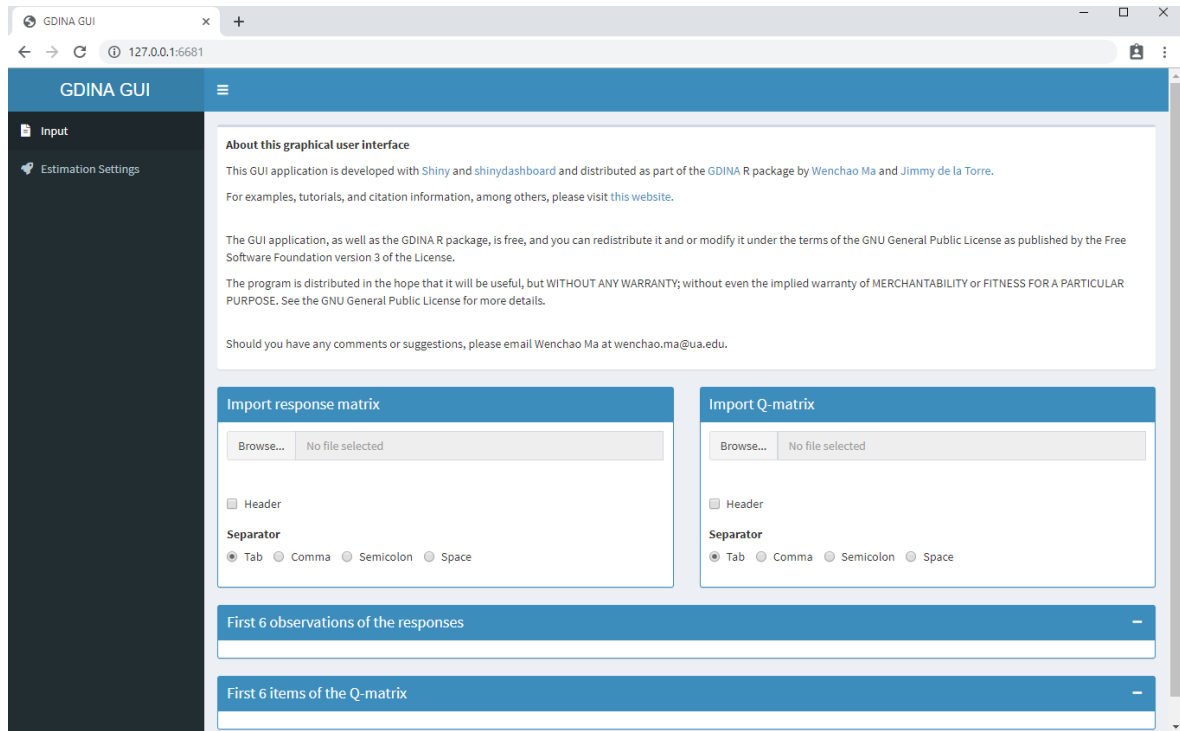 GDINA GUI
127.0.0.1:6681
GDINA GUI
Input
Estimation Settings
About this graphical user interface
This GUI application is developed with Shiny and shinydashboard and distributed as part of the GDINA R package by Wenchao Ma and Jimmy de la Torre.
For examples, tutorials, and citation information, among others, please visit this website.
The GUI application, as well as the GDINA R package, is free, and you can redistribute it and or modify it under the terms of the GNU General Public License as published by the Free
Software Foundation version 3 of the License.
The program is distributed in the hope that it will be useful, but WITHOUT ANY WARRANTY; without even the implied warranty of MERCHANTABILITY or FITNESS FOR A PARTICULAR
PURPOSE. See the GNU General Public License for more details.
Should you have any comments or suggestions, please email Wenchao Ma at wenchao.ma@ua.edu.
Import response matrix
Browse... No file selected
Header
Separator
Tab Comma Semicolon Space
Import Q-matrix
Browse... No file selected
Header
Separator
Tab Comma Semicolon Space
First 6 observations of the responses
First 6 items of the Q-matrix